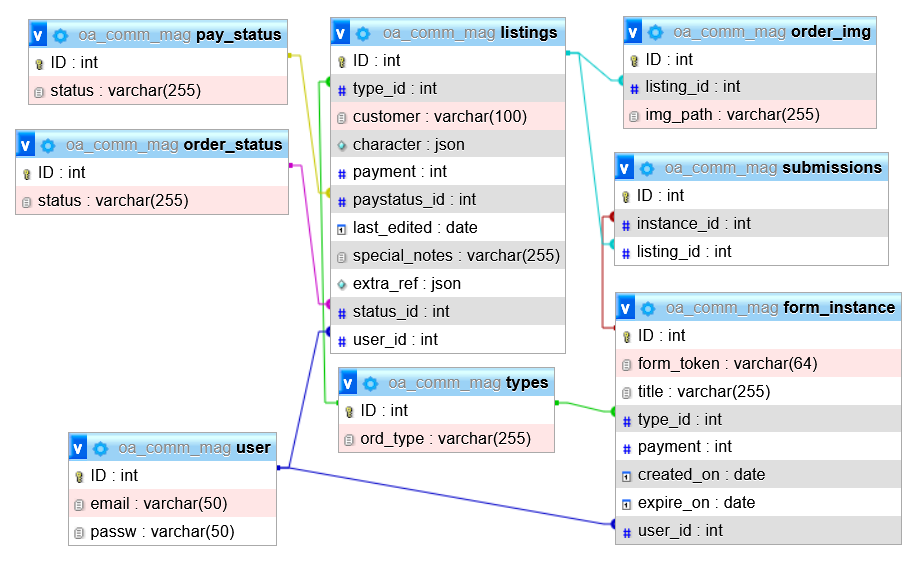 v oa_comm_mag pay_status
ID : int
status : varchar(255)
v oa_comm_mag order_status
ID : int
status : varchar(255)
v oa_comm_mag listings
ID : int
# type_id : int
customer : varchar(100)
character : json
# payment : int
# paystatus_id : int
last_edited : date
special_notes : varchar(255)
extra_ref : json
# status_id : int
# user_id : int
v oa_comm_mag order_img
ID : int
# listing_id : int
img_path : varchar(255)
v oa_comm_mag submissions
ID : int
# instance_id : int
# listing_id : int
v oa_comm_mag form_instance
ID : int
form_token : varchar(64)
title : varchar(255)
# type_id : int
# payment : int
created_on : date
expire_on : date
# user_id : int
v oa_comm_mag types
ID : int
ord_type : varchar(255)
v oa_comm_mag user
ID : int
email : varchar(50)
passw : varchar(50)